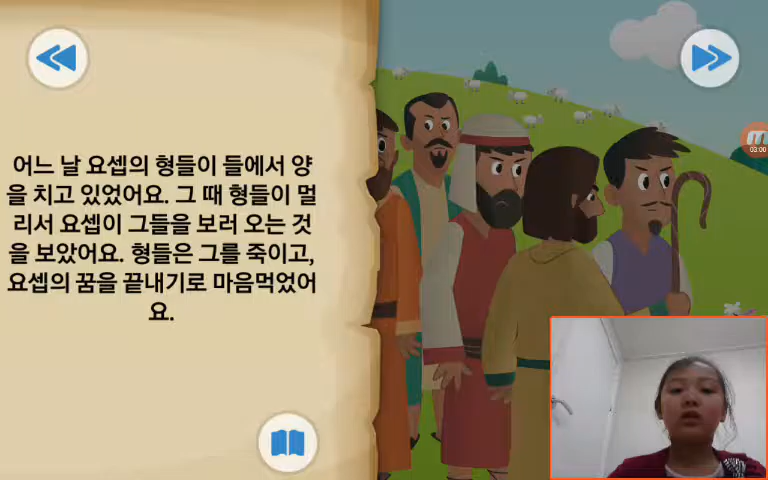 어느 날 요셉의 형들이 들에서 양
을 치고 있었어요. 그 때 형들이 멀
리서 요셉이 그들을 보러 오는 것
을 보았어요. 형들은 그를 죽이고,
요셉의 꿈을 끝내기로 마음먹었어
요.
03:00